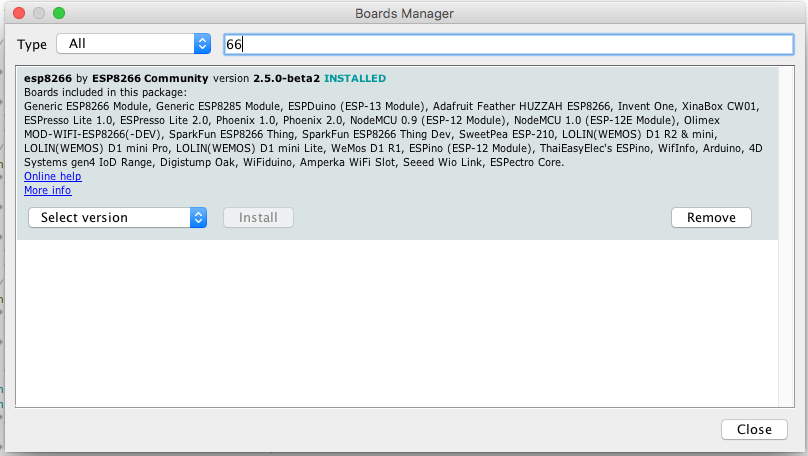 Boards Manager
Type All 66
esp8266 by ESP8266 Community version 2.5.0-beta2 INSTALLED
Boards included in this package:
Generic ESP8266 Module, Generic ESP8285 Module, ESPDuino (ESP-13 Module), Adafruit Feather HUZZAH ESP8266, Invent One, XinaBox CW01,
ESPresso Lite 1.0, ESPresso Lite 2.0, Phoenix 1.0, Phoenix 2.0, NodeMCU 0.9 (ESP-12 Module), NodeMCU 1.0 (ESP-12E Module), Olimex
MOD-WIFI-ESP8266(-DEV), SparkFun ESP8266 Thing, SparkFun ESP8266 Thing Dev, SweetPea ESP-210, LOLIN(WEMOS) D1 R2 & mini,
LOLIN(WEMOS) D1 mini Pro, LOLIN(WEMOS) D1 mini Lite, WeMos D1 R1, ESPino (ESP-12 Module), ThaiEasyElec's ESPino, WifInfo, Arduino, 4D
Systems gen4 IoD Range, Digistump Oak, WiFiduino, Amperka WiFi Slot, Seeed Wio Link, ESPectro Core.
Online help
More info
Select version Install Remove
Close